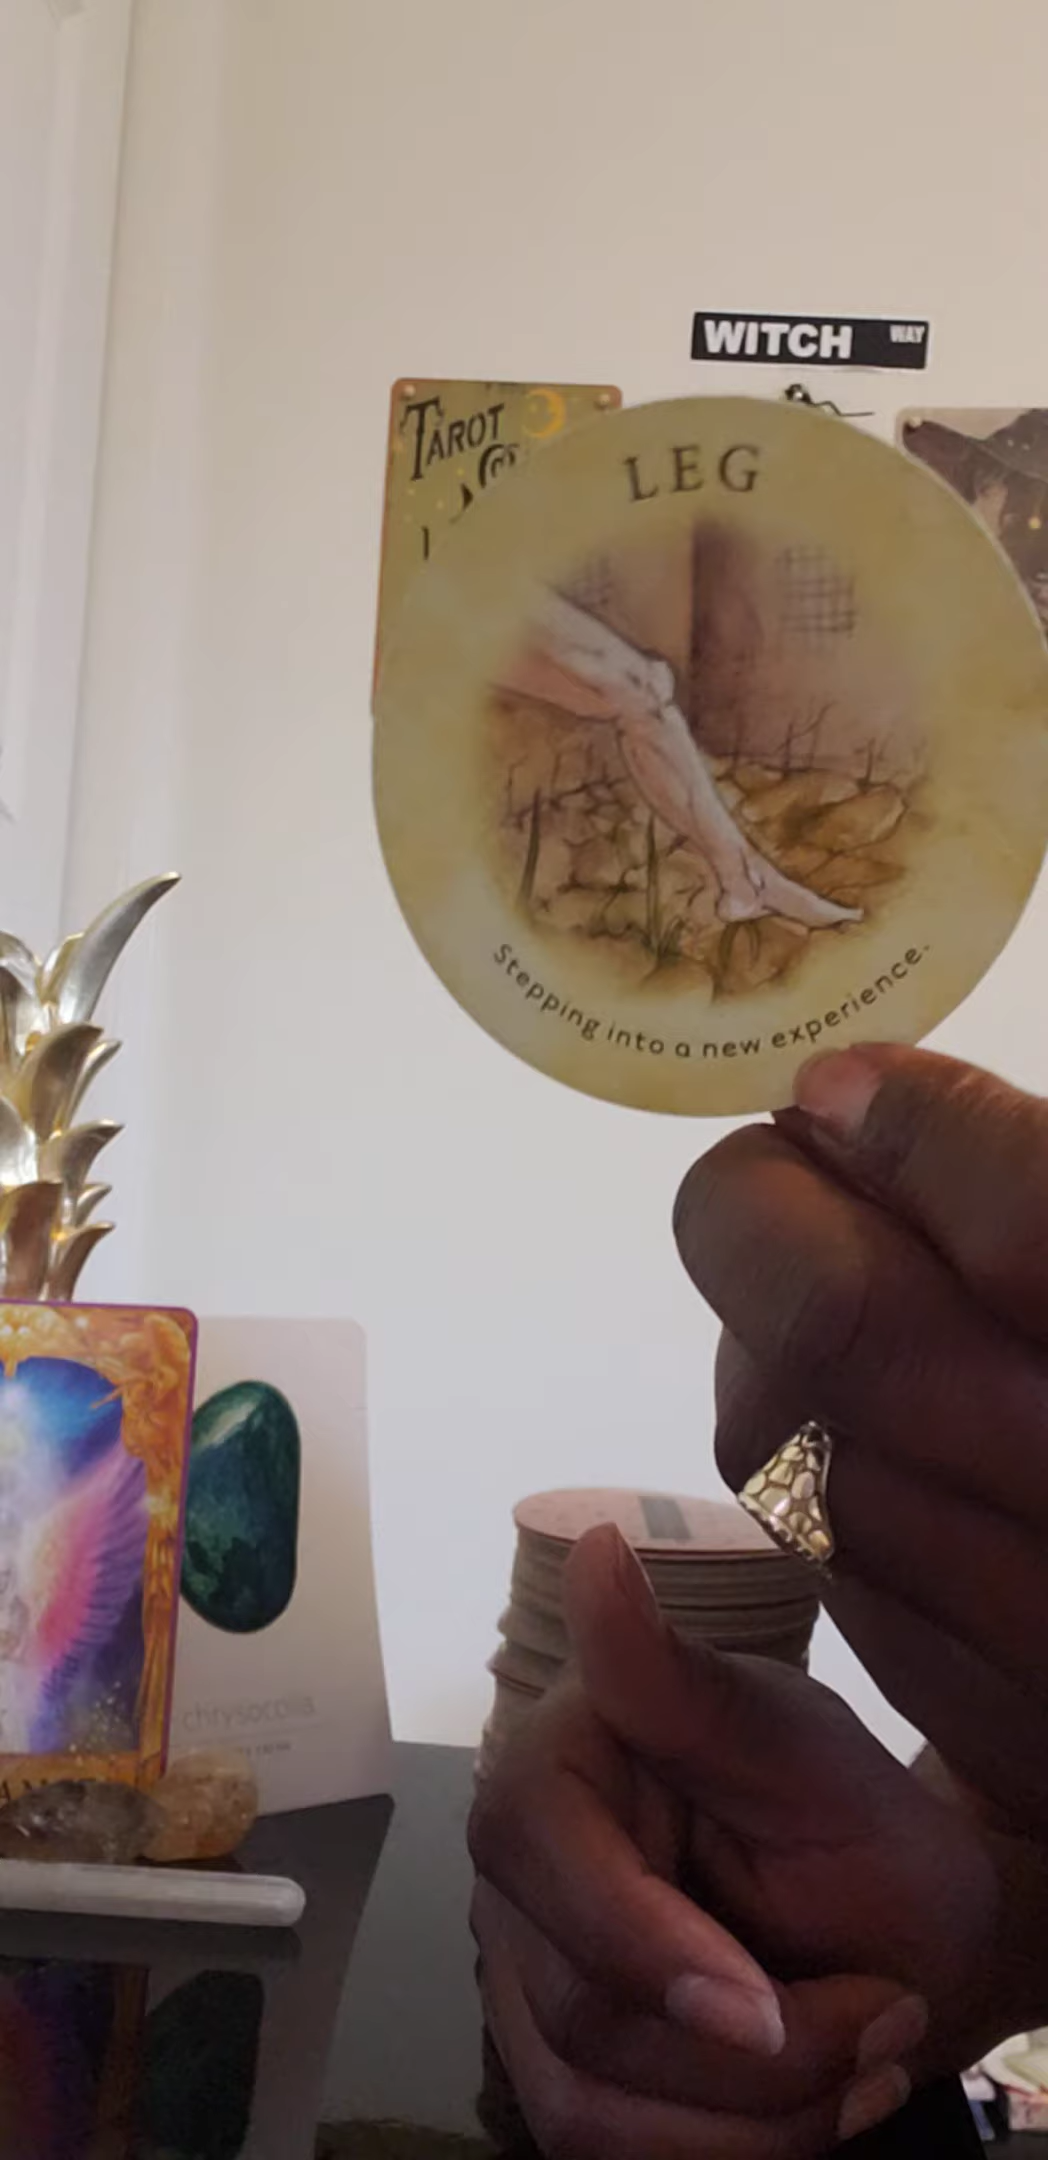 WITCH WAY
TAROT
LEG
Stepping into a new experience.
chrysocolla